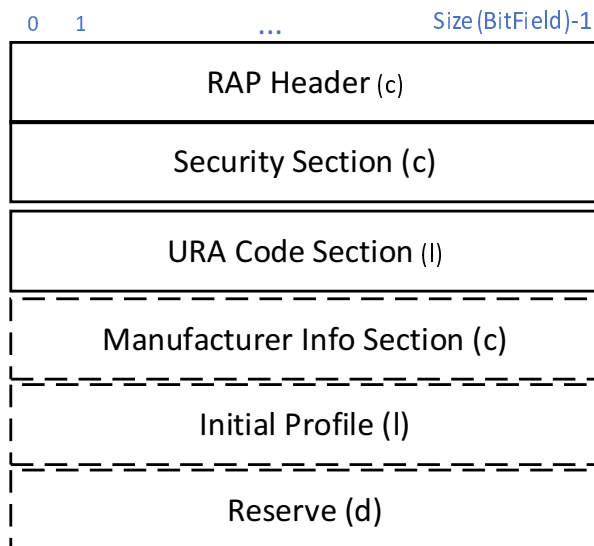 0 1 ... Size(BitField)-1
RAP Header (c)
Security Section (c)
URA Code Section (l)
Manufacturer Info Section (c)
Initial Profile (l)
Reserve (d)